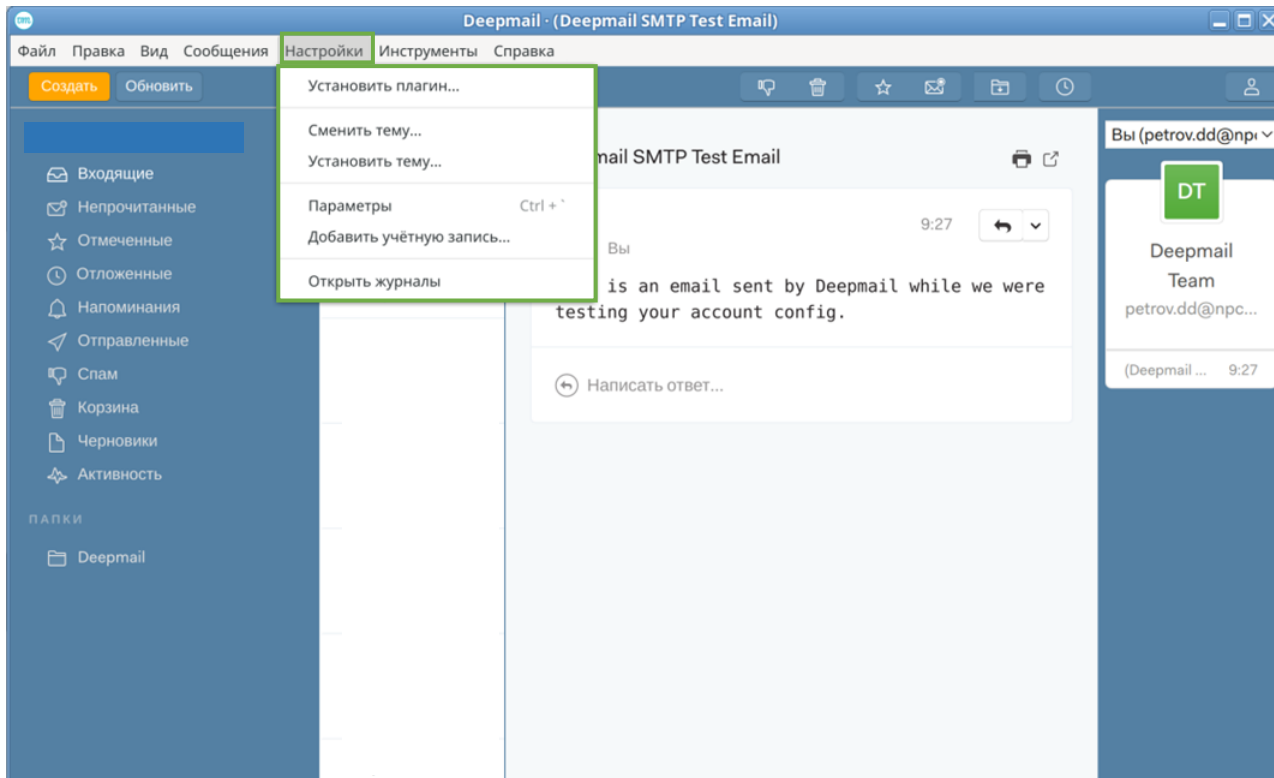 Deepmail · (Deepmail SMTP Test Email)
Файл Правка Вид Сообщения Настройки Инструменты Справка
Создать Обновить
Установить плагин...
Сменить тему...
Установить тему...
Параметры Ctrl + `
Добавить учётную запись...
Открыть журналы
Входящие
Непрочитанные
Отмеченные
Отложенные
Напоминания
Отправленные
Спам
Корзина
Черновики
Активность
ПАПКИ
Deepmail
mail SMTP Test Email
9:27
Вы
is an email sent by Deepmail while we were
testing your account config.
Написать ответ...
Вы (petrov.dd@npc
DT
Deepmail
Team
petrov.dd@npc...
(Deepmail ... 9:27